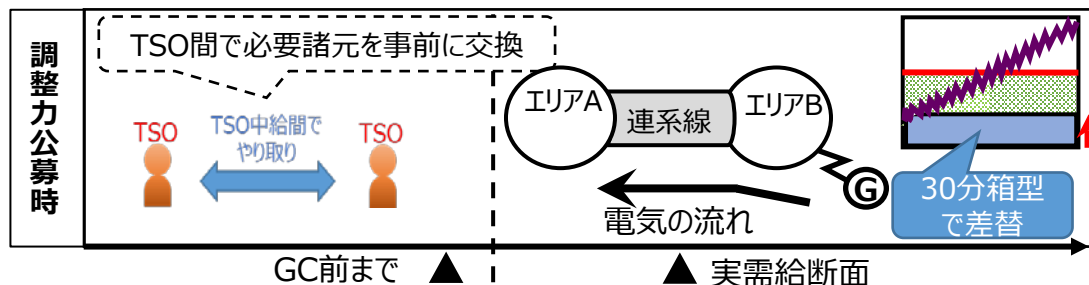 調整力公募時
TSO間で必要諸元を事前に交換
TSO
TSO中給間で
やり取り
TSO
エリアA
連系線
エリアB
G
電気の流れ
30分箱型
で差替
GC前まで
実需給断面